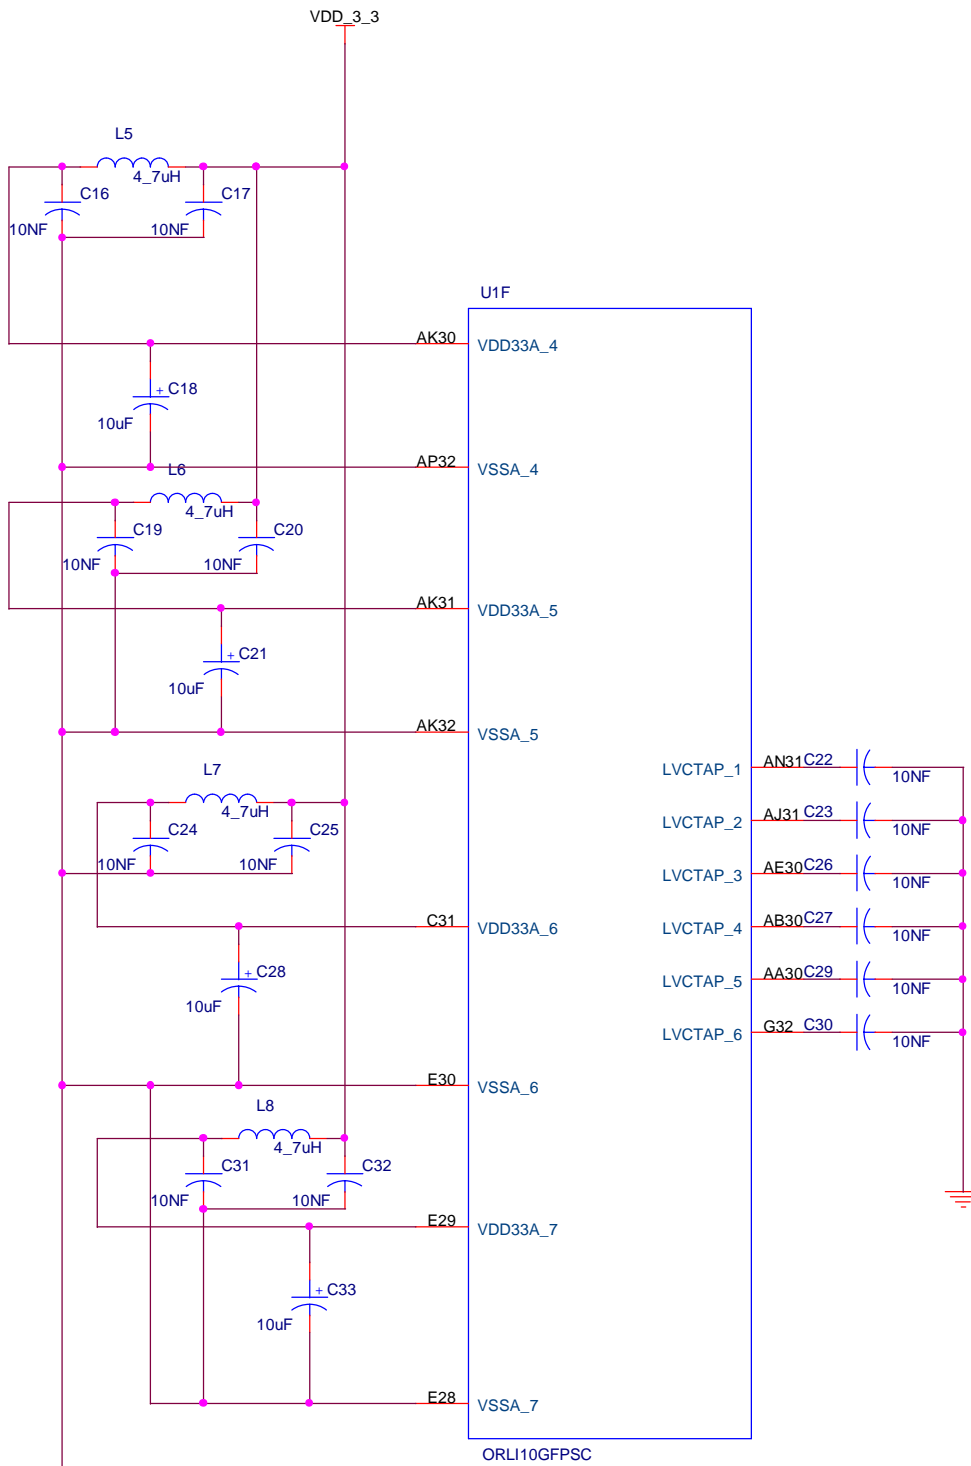 VDD_3_3
L5
4_7uH
C16
C17
10NF
10NF
U1F
AK30
VDD33A_4
C18
+
10uF
AP32
VSSA_4
L6
4_7uH
C19
C20
10NF
10NF
AK31
VDD33A_5
C21
+
10uF
AK32
VSSA_5
L7
4_7uH
C24
C25
10NF
10NF
C31
VDD33A_6
C28
+
10uF
E30
VSSA_6
L8
4_7uH
C31
C32
10NF
10NF
E29
VDD33A_7
C33
+
10uF
E28
VSSA_7
LVCTAP_1 AN31 C22 10NF
LVCTAP_2 AJ31 C23 10NF
LVCTAP_3 AE30 C26 10NF
LVCTAP_4 AB30 C27 10NF
LVCTAP_5 AA30 C29 10NF
LVCTAP_6 G32 C30 10NF
ORLI10GFPSC